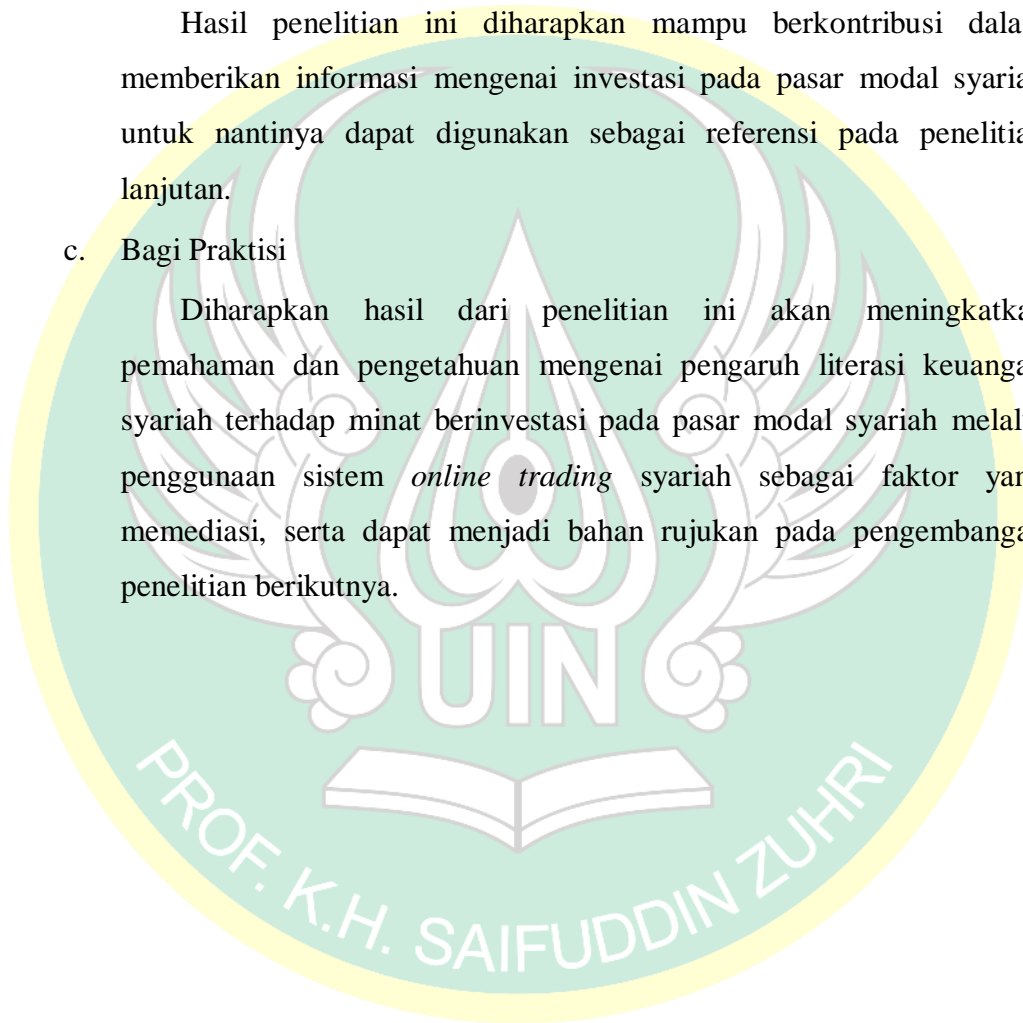 Hasil penelitian ini diharapkan mampu berkontribusi dala
memberikan informasi mengenai investasi pada pasar modal syaria
untuk nantinya dapat digunakan sebagai referensi pada penelitia
lanjutan.
c. Bagi Praktisi
Diharapkan hasil dari penelitian ini akan meningkatka
pemahaman dan pengetahuan mengenai pengaruh literasi keuanga
syariah terhadap minat berinvestasi pada pasar modal syariah melal
penggunaan sistem online trading syariah sebagai faktor yan
memediasi, serta dapat menjadi bahan rujukan pada pengembanga
penelitian berikutnya.
UIN
PROF. K.H. SAIFUDDIN ZUHRI